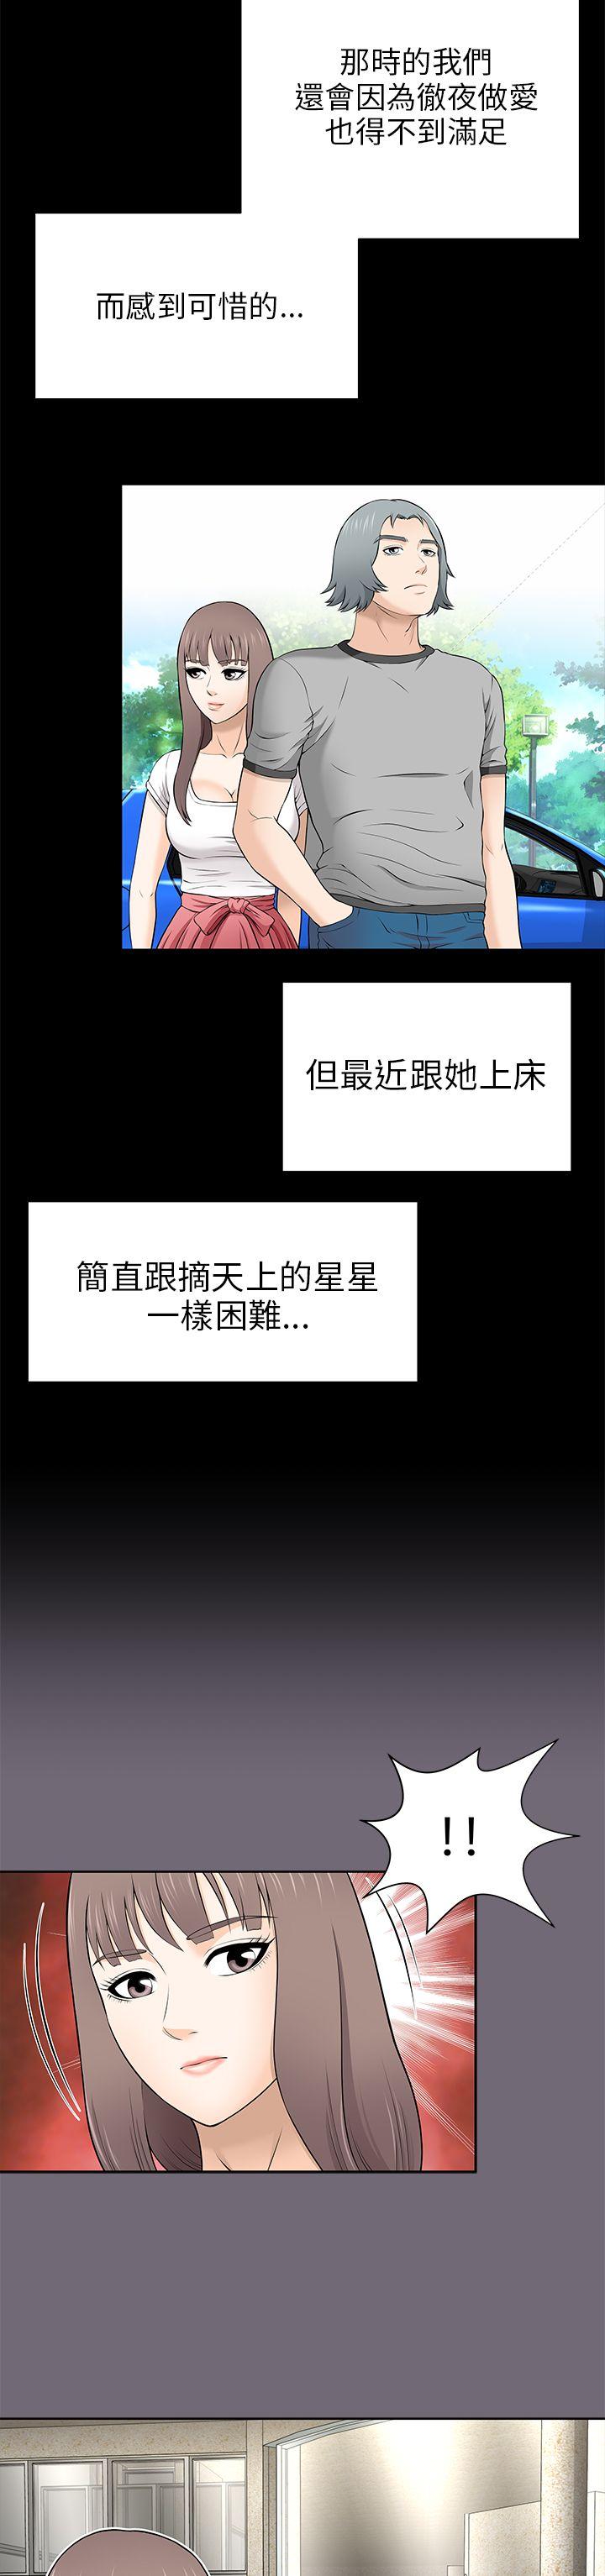 那時的我們
還會因為徹夜做愛
也得不到滿足
而感到可惜的...
但最近跟她上床
簡直跟摘天上的星星
一樣困難...
!!